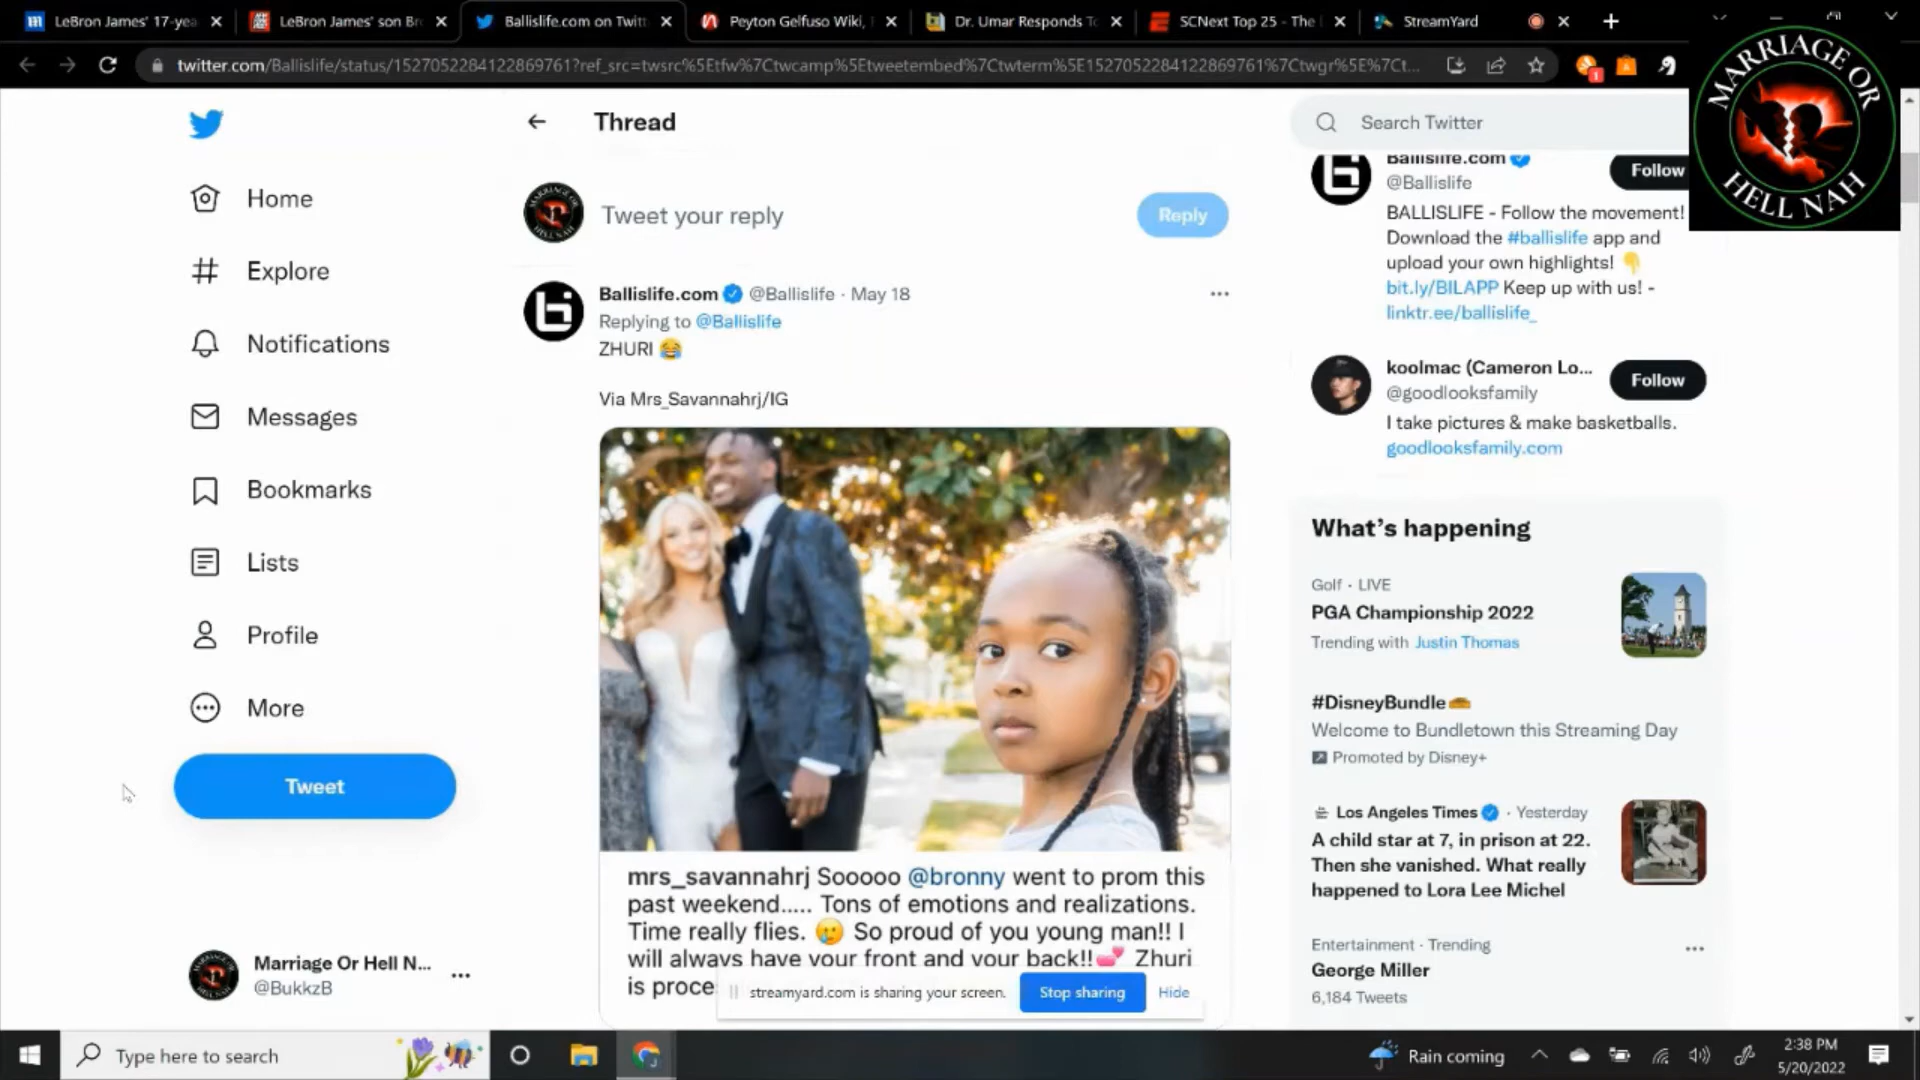 LeBron James' 17-yea
LeBron James' son Br
Ballislife.com on Twitt
Peyton Gelfuso Wiki,
Dr. Umar Responds To
SCNext Top 25 - The
StreamYard
twitter.com/Ballislife/status/1527052284122869761?ref_src=twsrc%5Etfw%7Ctwcamp%5Etweetembed%7Ctwterm%5E1527052284122869761%7Ctwgr%5E%7Ct...
1
MARRIAGE OR
HELL NAH
Home
Explore
Notifications
Messages
Bookmarks
Lists
Profile
More
Tweet
Marriage Or Hell N...
@BukkzB
Thread
Tweet your reply
Reply
Ballislife.com @Ballislife · May 18
Replying to @Ballislife
ZHURI 😂
Via Mrs_Savannahrj/IG
mrs_savannahrj Sooooo @bronny went to prom this
past weekend..... Tons of emotions and realizations.
Time really flies. 🥲 So proud of you young man!! I
will always have your front and your back!!💕 Zhuri
is proce
streamyard.com is sharing your screen.
Stop sharing
Hide
Search Twitter
Ballislife.com
@Ballislife
Follow
BALLISLIFE - Follow the movement!
Download the #ballislife app and
upload your own highlights! 👇
bit.ly/BILAPP Keep up with us! -
linktr.ee/ballislife_
koolmac (Cameron Lo...
@goodlooksfamily
Follow
I take pictures & make basketballs.
goodlooksfamily.com
What's happening
Golf · LIVE
PGA Championship 2022
Trending with Justin Thomas
#DisneyBundle
Welcome to Bundletown this Streaming Day
Promoted by Disney+
Los Angeles Times · Yesterday
A child star at 7, in prison at 22.
Then she vanished. What really
happened to Lora Lee Michel
Entertainment · Trending
George Miller
6,184 Tweets
Type here to search
Rain coming
2:38 PM
5/20/2022